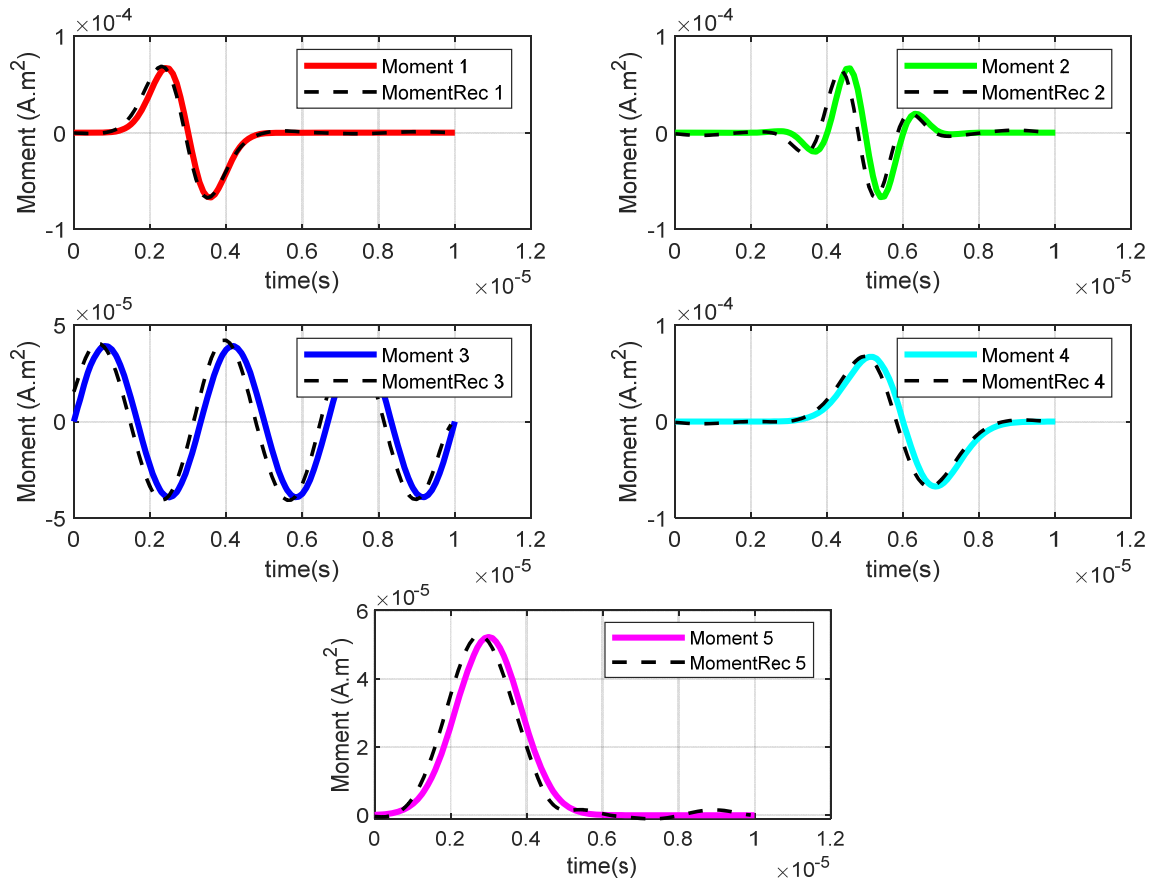 ×10⁻⁴
1
0
-1
Moment (A.m²)
Moment 1
MomentRec 1
0 0.2 0.4 0.6 0.8 1 1.2
time(s)
×10⁻⁵
×10⁻⁴
1
0
-1
Moment (A.m²)
Moment 2
MomentRec 2
0 0.2 0.4 0.6 0.8 1 1.2
time(s)
×10⁻⁵
×10⁻⁵
5
0
-5
Moment (A.m²)
Moment 3
MomentRec 3
0 0.2 0.4 0.6 0.8 1 1.2
time(s)
×10⁻⁵
×10⁻⁴
1
0
-1
Moment (A.m²)
Moment 4
MomentRec 4
0 0.2 0.4 0.6 0.8 1 1.2
time(s)
×10⁻⁵
×10⁻⁵
6
4
2
0
Moment (A.m²)
Moment 5
MomentRec 5
0 0.2 0.4 0.6 0.8 1 1.2
time(s)
×10⁻⁵